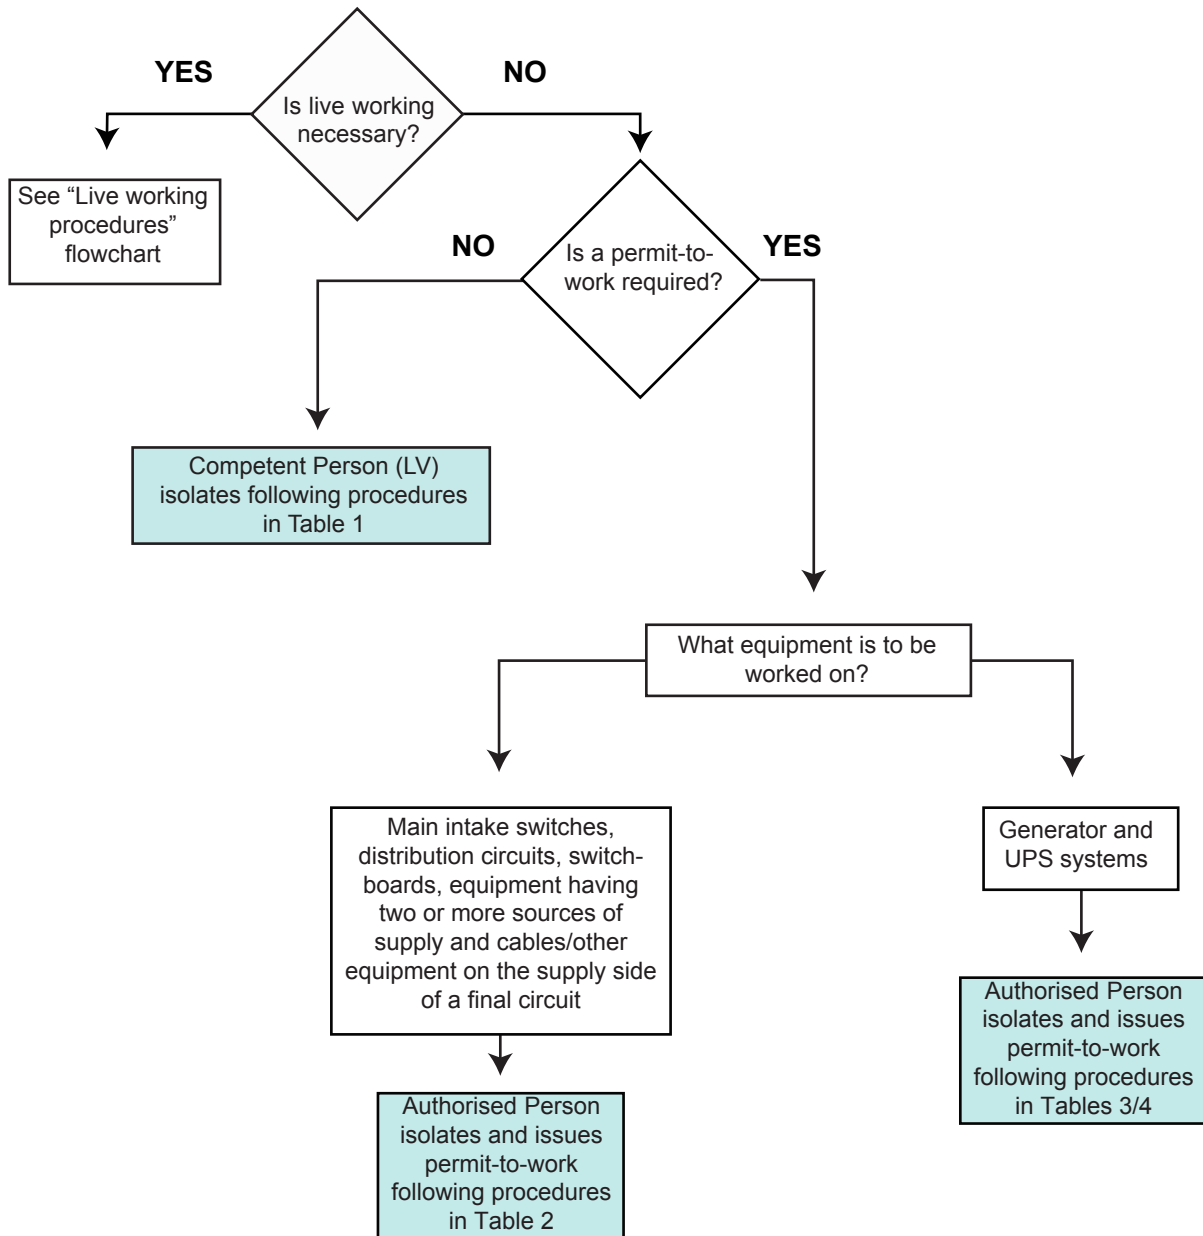 YES
NO
Is live working
necessary?
See “Live working
procedures”
flowchart
NO
YES
Is a permit-to-
work required?
Competent Person (LV)
isolates following procedures
in Table 1
What equipment is to be
worked on?
Main intake switches,
distribution circuits, switch-
boards, equipment having
two or more sources of
supply and cables/other
equipment on the supply side
of a final circuit
Generator and
UPS systems
Authorised Person
isolates and issues
permit-to-work
following procedures
in Table 2
Authorised Person
isolates and issues
permit-to-work
following procedures
in Tables 3/4